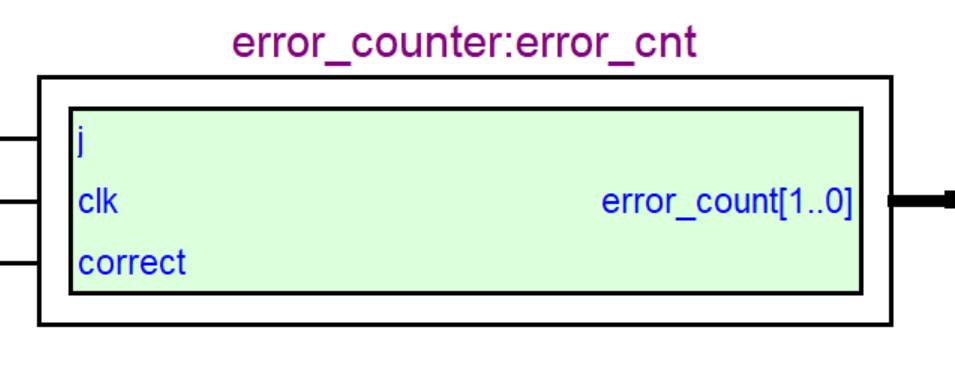 error_counter:error_cnt
j
clk
error_count[1..0]
correct